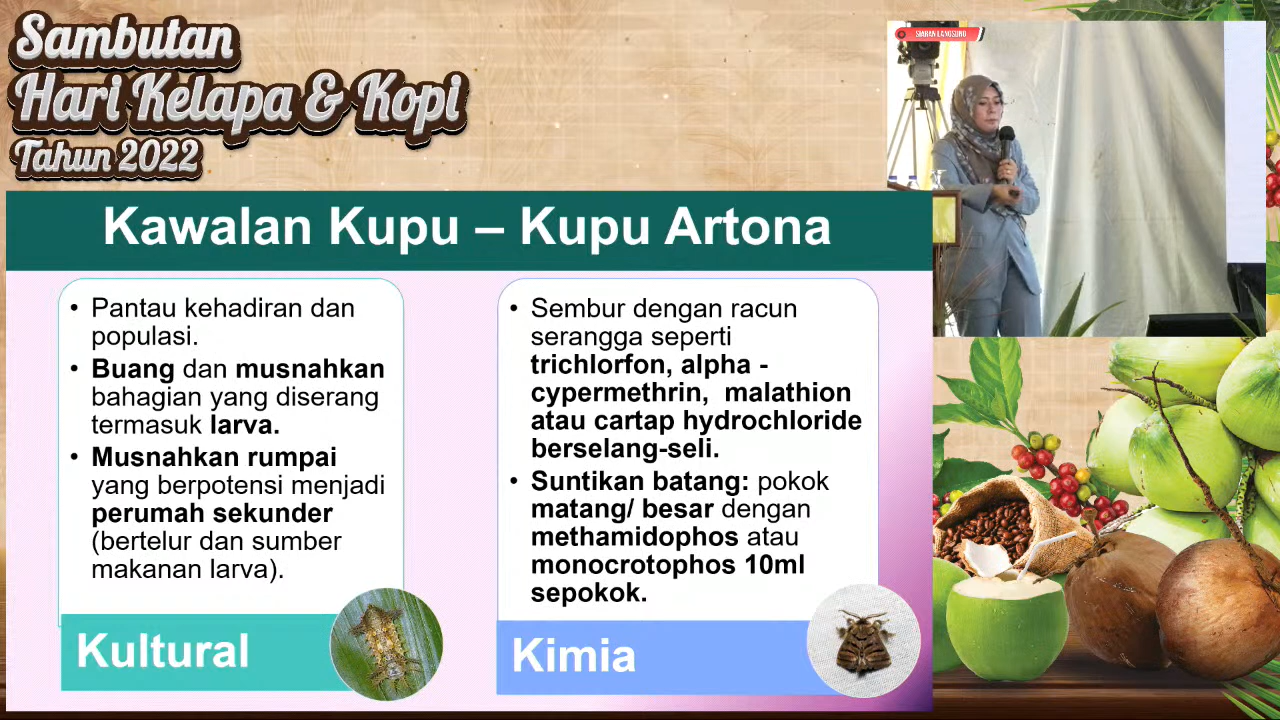 Sambutan
Hari Kelapa & Kopi
Tahun 2022
SIARAN LANGSUNG
Kawalan Kupu – Kupu Artona
• Pantau kehadiran dan
populasi.
• Buang dan musnahkan
bahagian yang diserang
termasuk larva.
• Musnahkan rumpai
yang berpotensi menjadi
perumah sekunder
(bertelur dan sumber
makanan larva).
Kultural
• Sembur dengan racun
serangga seperti
trichlorfon, alpha -
cypermethrin, malathion
atau cartap hydrochloride
berselang-seli.
• Suntikan batang: pokok
matang/ besar dengan
methamidophos atau
monocrotophos 10ml
sepokok.
Kimia